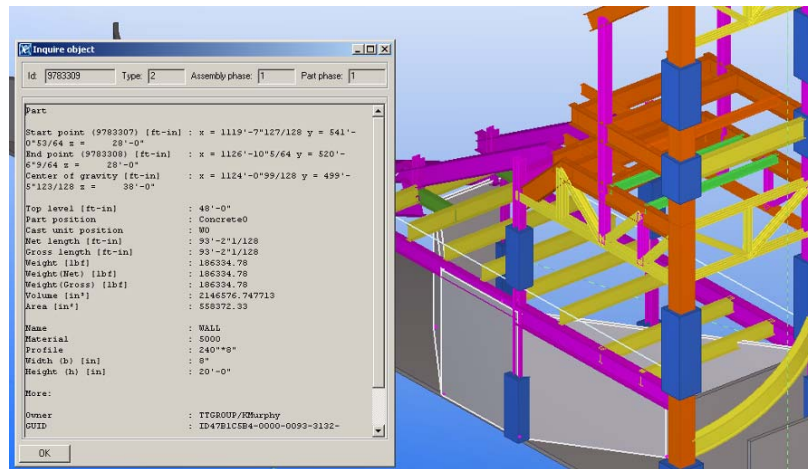 Inquire object
Id: 9783309 Type: 2 Assembly phase: 1 Part phase: 1
Part
Start point (9783307) [ft-in] : x = 1119'-7"127/128 y = 541'-
0"53/64 z = 28'-0"
End point (9783308) [ft-in] : x = 1126'-10"5/64 y = 520'-
6"9/64 z = 28'-0"
Center of gravity [ft-in] : x = 1124'-0"99/128 y = 499'-
5"123/128 z = 38'-0"
Top level [ft-in] : 48'-0"
Part position : Concrete0
Cast unit position : W0
Net length [ft-in] : 93'-2"1/128
Gross length [ft-in] : 93'-2"1/128
Weight [lbf] : 186334.78
Weight(Net) [lbf] : 186334.78
Weight(Gross) [lbf] : 186334.78
Volume [in³] : 2146576.747713
Area [in²] : 558372.33
Name : WALL
Material : 5000
Profile : 240"*8"
Width (b) [in] : 8"
Height (h) [in] : 20'-0"
More:
Owner : TTGROUP/KMurphy
GUID : ID47B1C5B4-0000-0093-3132-
OK